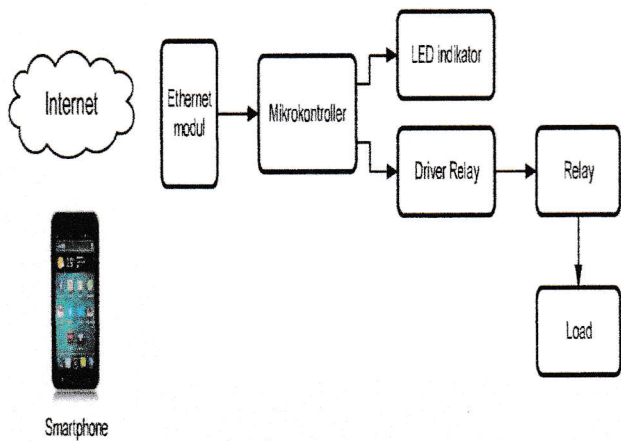 Internet
Ethernet
modul
Mikrokontroller
LED indikator
Driver Relay
Relay
Load
Smartphone